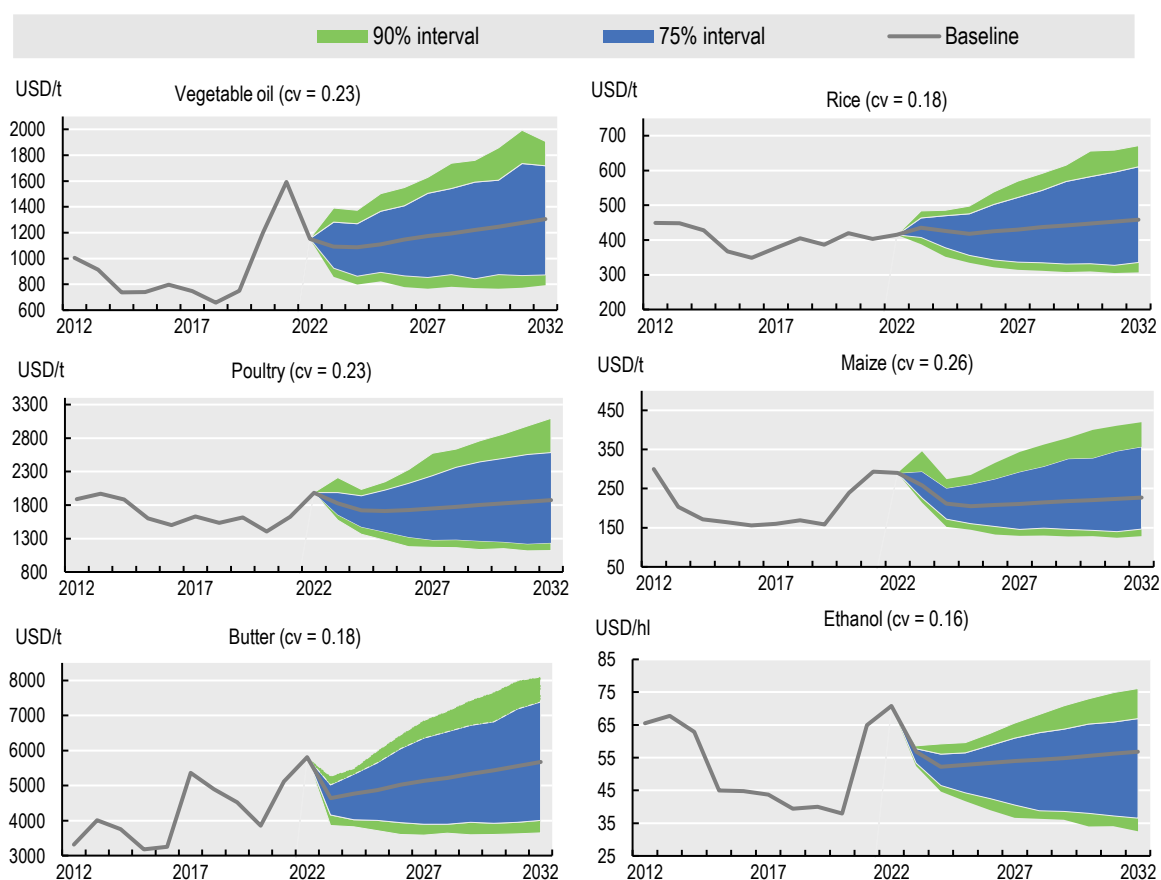 90% interval 75% interval Baseline
USD/t Vegetable oil (cv = 0.23)
2000
1800
1600
1400
1200
1000
800
600
2012 2017 2022 2027 2032
USD/t Rice (cv = 0.18)
700
600
500
400
300
200
2012 2017 2022 2027 2032
USD/t Poultry (cv = 0.23)
3300
2800
2300
1800
1300
800
2012 2017 2022 2027 2032
USD/t Maize (cv = 0.26)
450
350
250
150
50
2012 2017 2022 2027 2032
USD/t Butter (cv = 0.18)
8000
7000
6000
5000
4000
3000
2012 2017 2022 2027 2032
USD/hl Ethanol (cv = 0.16)
85
75
65
55
45
35
25
2012 2017 2022 2027 2032